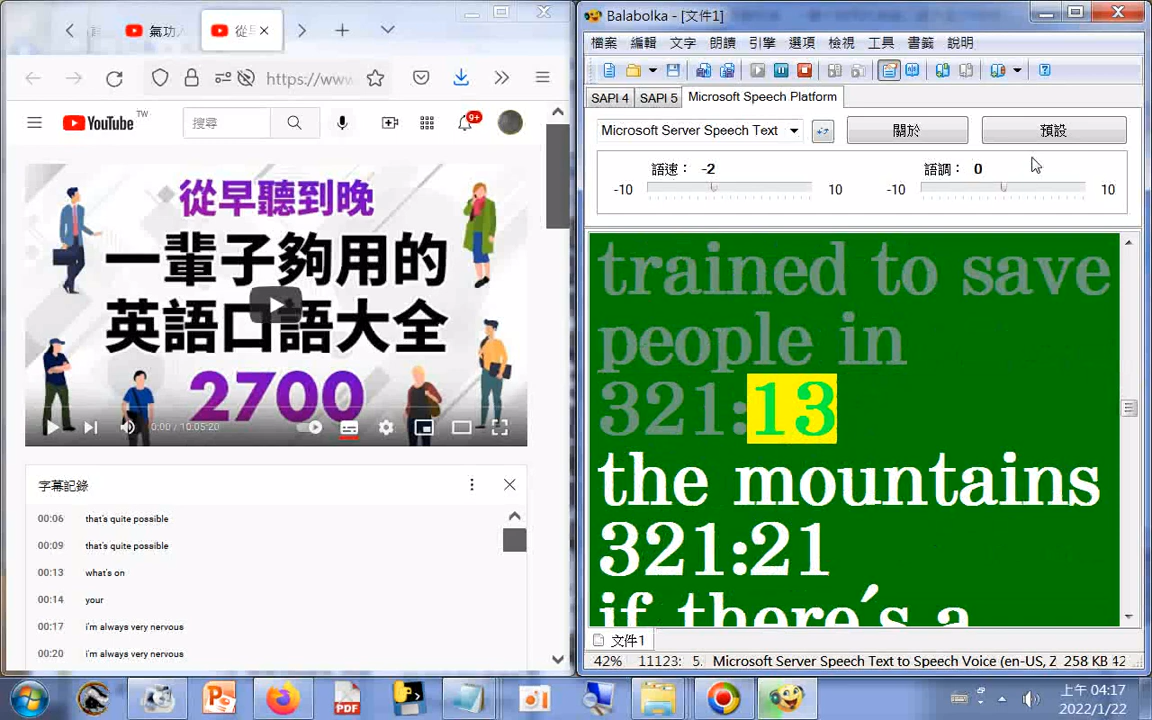 氣功/
從
https://www
YouTube TW
搜尋
9+
從早聽到晚
一輩子夠用的
英語口語大全
2700
0:00 / 10:05:20
字幕記錄
00:06 that's quite possible
00:09 that's quite possible
00:13 what's on
00:14 your
00:17 i'm always very nervous
00:20 i'm always very nervous
Balabolka - [文件1]
檔案 編輯 文字 朗讀 引擎 選項 檢視 工具 書籤 說明
SAPI 4 SAPI 5 Microsoft Speech Platform
Microsoft Server Speech Text 關於 預設
語速： -2 語調： 0
-10 10 -10 10
trained to save
people in
321:13
the mountains
321:21
if there's a
文件1
42% 11123: 5. Microsoft Server Speech Text to Speech Voice (en-US, Z 258 KB 42
PDF
上午 04:17
2022/1/22